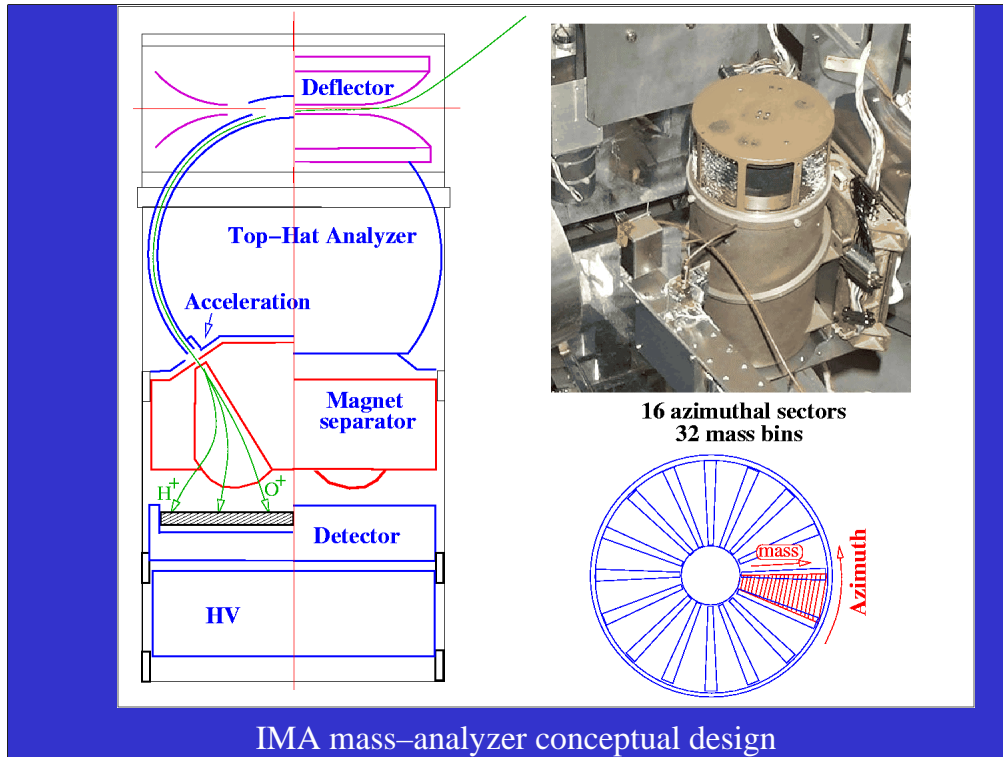 Deflector
Top–Hat Analyzer
Acceleration
Magnet
separator
H+
O+
Detector
HV
16 azimuthal sectors
32 mass bins
mass
Azimuth
IMA mass–analyzer conceptual design